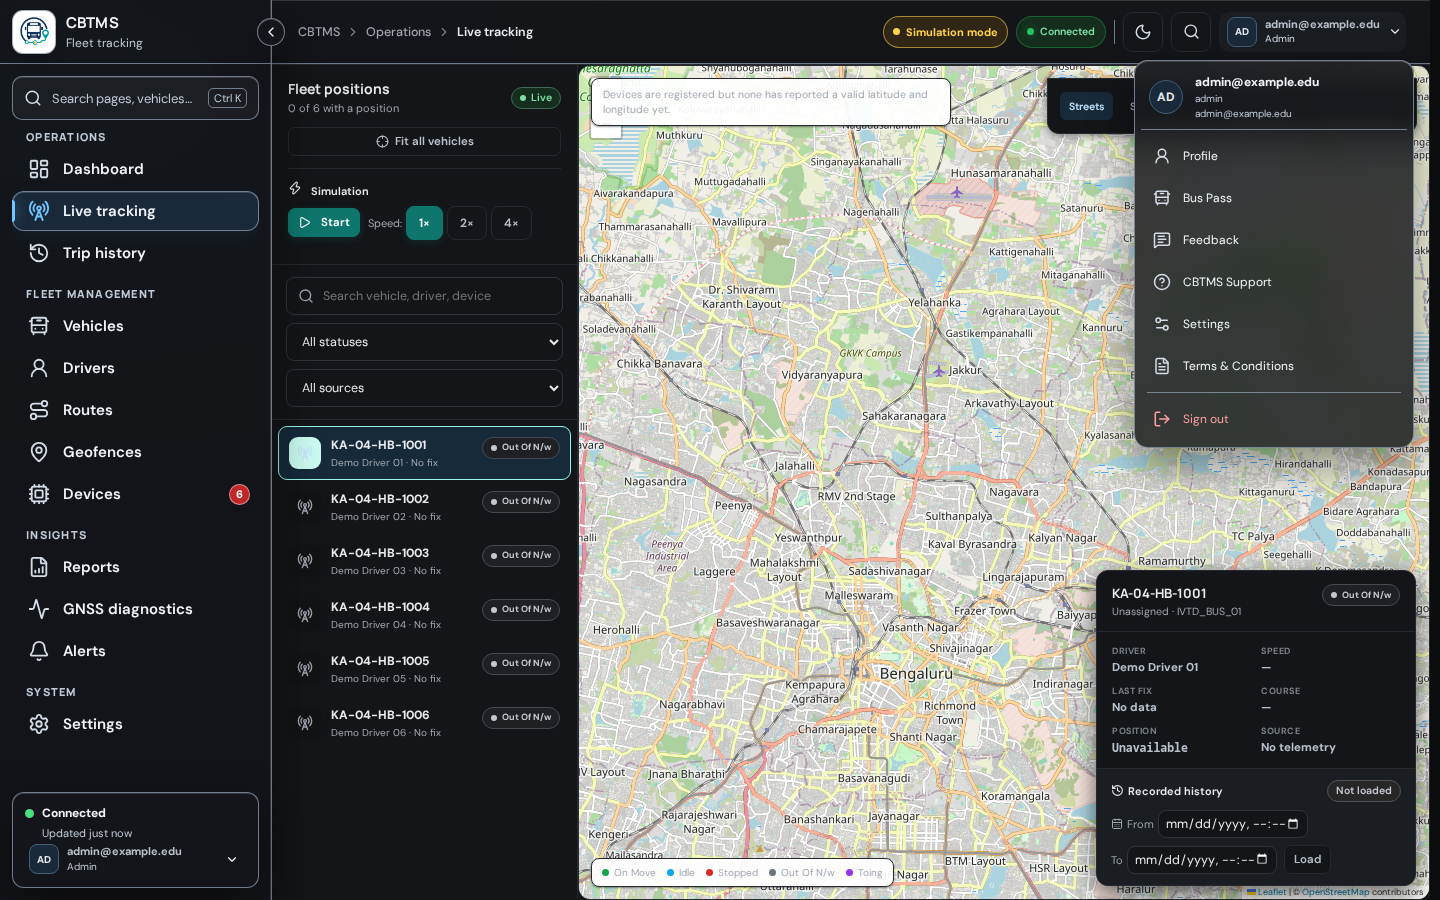 CBTMS
Fleet tracking
Search pages, vehicles...
Ctrl K
OPERATIONS
Dashboard
Live tracking
Trip history
FLEET MANAGEMENT
Vehicles
Drivers
Routes
Geofences
Devices
6
INSIGHTS
Reports
GNSS diagnostics
Alerts
SYSTEM
Settings
Connected
Updated just now
AD
admin@example.edu
Admin
CBTMS > Operations > Live tracking
Simulation mode
Connected
AD
admin@example.edu
Admin
Fleet positions
0 of 6 with a position
Live
Fit all vehicles
Simulation
Start
Speed:
1×
2×
4×
Search vehicle, driver, device
All statuses
All sources
KA-04-HB-1001
Demo Driver 01 · No fix
Out Of N/w
KA-04-HB-1002
Demo Driver 02 · No fix
Out Of N/w
KA-04-HB-1003
Demo Driver 03 · No fix
Out Of N/w
KA-04-HB-1004
Demo Driver 04 · No fix
Out Of N/w
KA-04-HB-1005
Demo Driver 05 · No fix
Out Of N/w
KA-04-HB-1006
Demo Driver 06 · No fix
Out Of N/w
Devices are registered but none has reported a valid latitude and
longitude yet.
Streets
AD
admin@example.edu
admin
admin@example.edu
Profile
Bus Pass
Feedback
CBTMS Support
Settings
Terms & Conditions
Sign out
Tarahunase
Muthkuru
Singanayakanahalli
Hunasamaranahalli
Muttugadahalli
Aivarakandapura
Mavallipura
Nagenahalli
Sataunuru
Thammarasanahalli
Kattigenahalli
Mitaganahalli
Dr. Shivaram
Karanth Layout
Yelahanka
Agrahara Layout
Soladevanahalli
Gastikempanahalli
Kannuru
Chikka Banavara
GKVK Campus
Vidyaranyapura
Jakkur
Arkavathy Layout
Sahakaranagara
Jalahalli
Nagasandra
RMV 2nd Stage
Nagavara
Peenya
Sulthanpalya
Peenya
Industrial
Area
Yeswanthpur
Kaval Byrasandra
Kalyan Nagar
Laggere
Mahalakshmi
Layout
Sadashivanagar
Lingarajapuram
Malleswaram
Frazer Town
Herohalli
Basaveshwaranagar
Vasanth Nagar
Shivajinagar
Bengaluru
Kempapura
Agrahara
Indiranagar
Nagarabhavi
Richmond
Town
Chamarajapete
Shanti Nagar
Jnana Bharathi
Basavanagudi
Koramangala
Rajarajeshwari
Nagar
Banashankari
Jayanagar
Kengeri
BTM Layout
HSR Layout
Hirandahalli
Kittaganuru
Bandapura
Bidare Agrahara
TC Palya
Doddabanahalli
Seegehalli
Ramamurthy
Haralur
On Move
Idle
Stopped
Out Of N/w
Toing
KA-04-HB-1001
Unassigned · IVTD_BUS_01
Out Of N/w
DRIVER
Demo Driver 01
SPEED
—
LAST FIX
No data
COURSE
—
POSITION
Unavailable
SOURCE
No telemetry
Recorded history
Not loaded
From
mm/dd/yyyy, --:--
To
mm/dd/yyyy, --:--
Load
Leaflet | © OpenStreetMap contributors